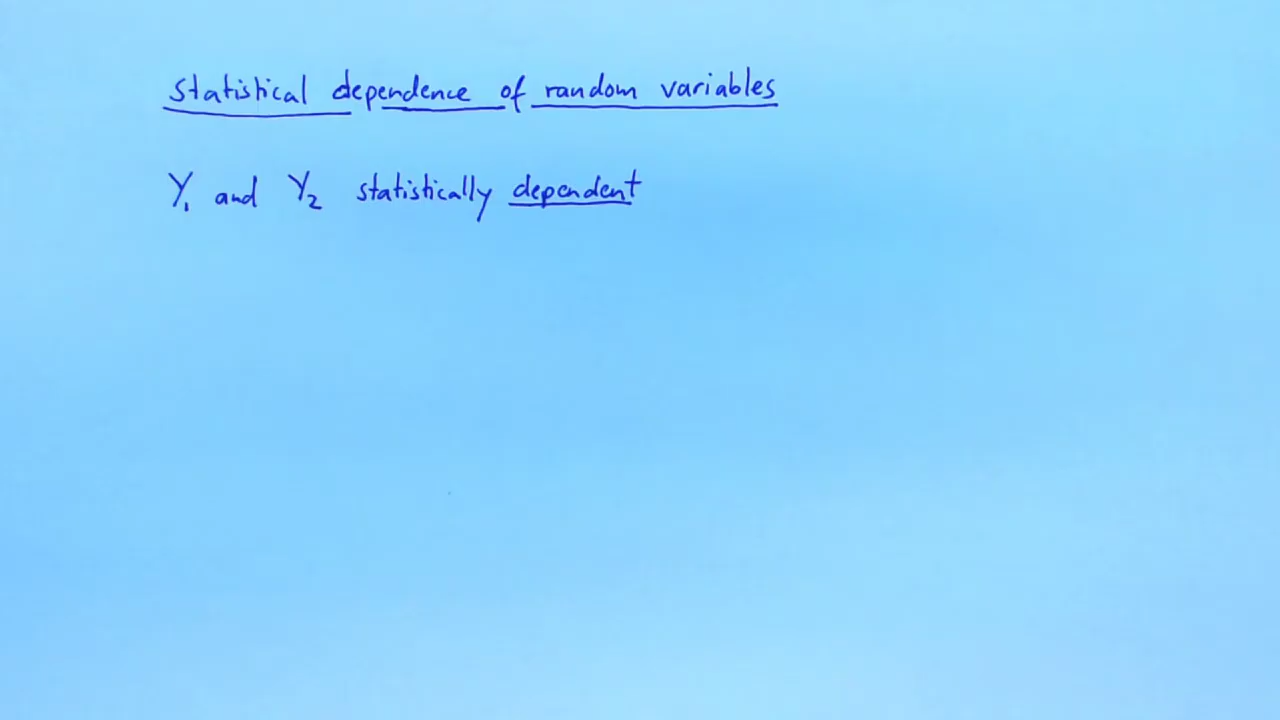 Statistical dependence of random variables
Y₁ and Y₂ statistically dependent